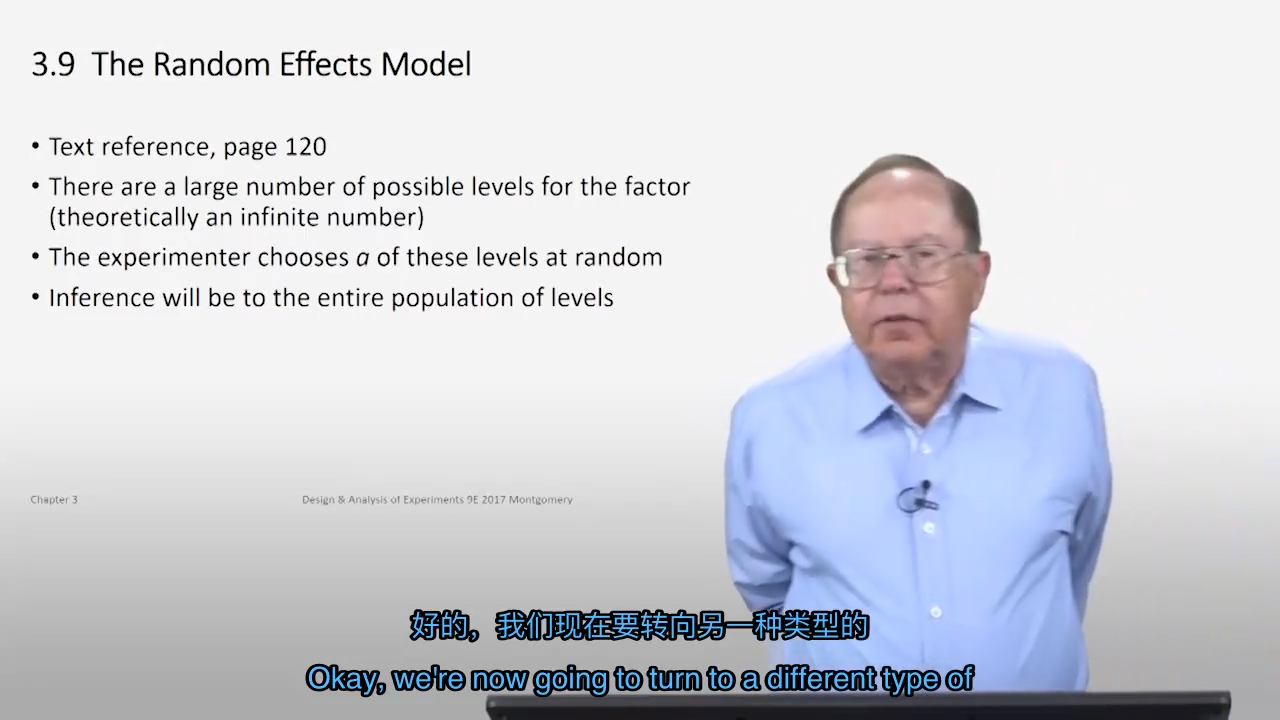 3.9 The Random Effects Model
• Text reference, page 120
• There are a large number of possible levels for the factor
(theoretically an infinite number)
• The experimenter chooses a of these levels at random
• Inference will be to the entire population of levels
Chapter 3
Design & Analysis of Experiments 9E 2017 Montgomery
好的，我们现在要转向另一种类型的
Okay, we're now going to turn to a different type of